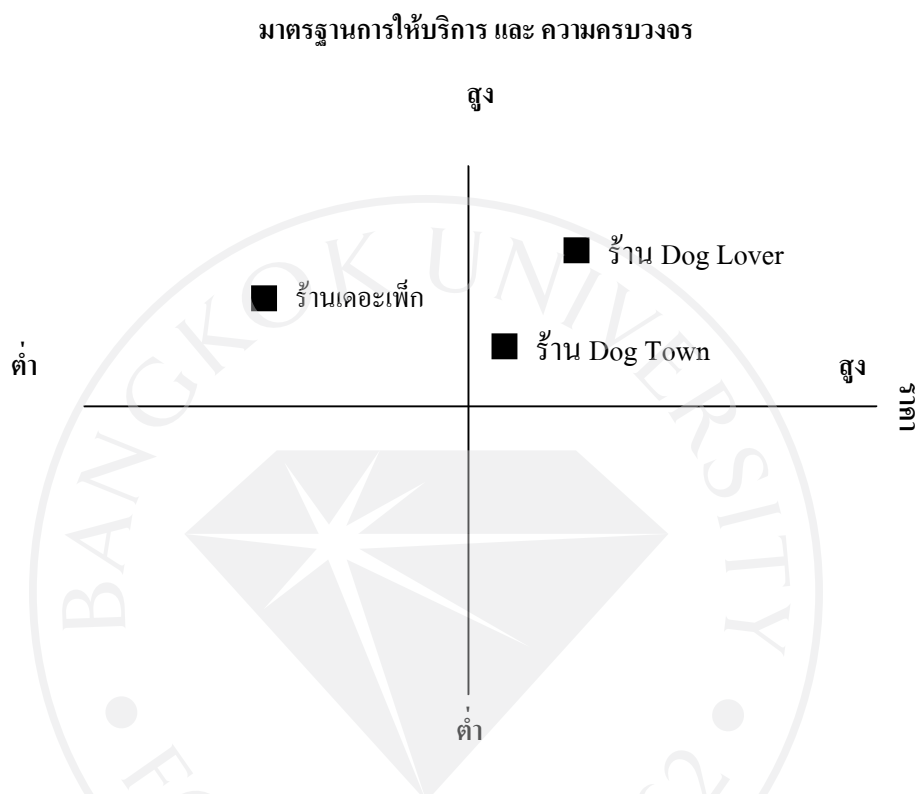 มาตรฐานการให้บริการ และ ความครบวงจร
สูง
ร้าน Dog Lover
ร้านเดอะเพ็ก
ร้าน Dog Town
ต่ำ
สูง
ราคา
ต่ำ
BANGKOK UNIVERSITY